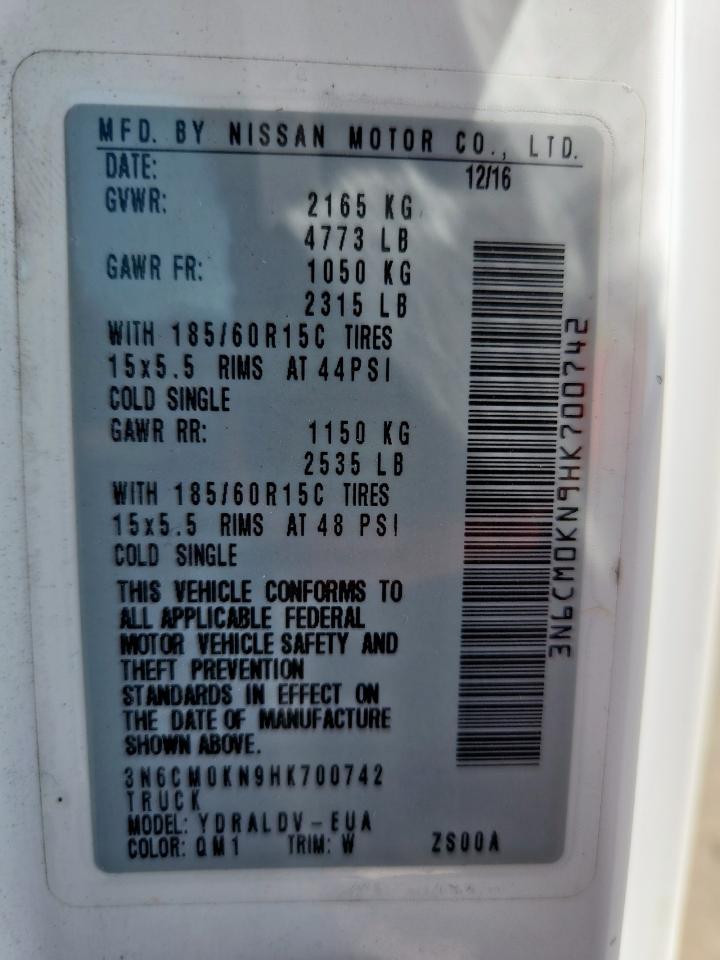 MFD. BY NISSAN MOTOR CO., LTD.
DATE: 12/16
GVWR: 2165 KG
4773 LB
GAWR FR: 1050 KG
2315 LB
WITH 185/60R15C TIRES
15x5.5 RIMS AT 44PSI
COLD SINGLE
GAWR RR: 1150 KG
2535 LB
WITH 185/60R15C TIRES
15x5.5 RIMS AT 48 PSI
COLD SINGLE
THIS VEHICLE CONFORMS TO
ALL APPLICABLE FEDERAL
MOTOR VEHICLE SAFETY AND
THEFT PREVENTION
STANDARDS IN EFFECT ON
THE DATE OF MANUFACTURE
SHOWN ABOVE.
3N6CM0KN9HK700742
TRUCK
MODEL: YDRALDV-EUA
COLOR: QM1 TRIM: W ZS00A
3N6CM0KN9HK700742